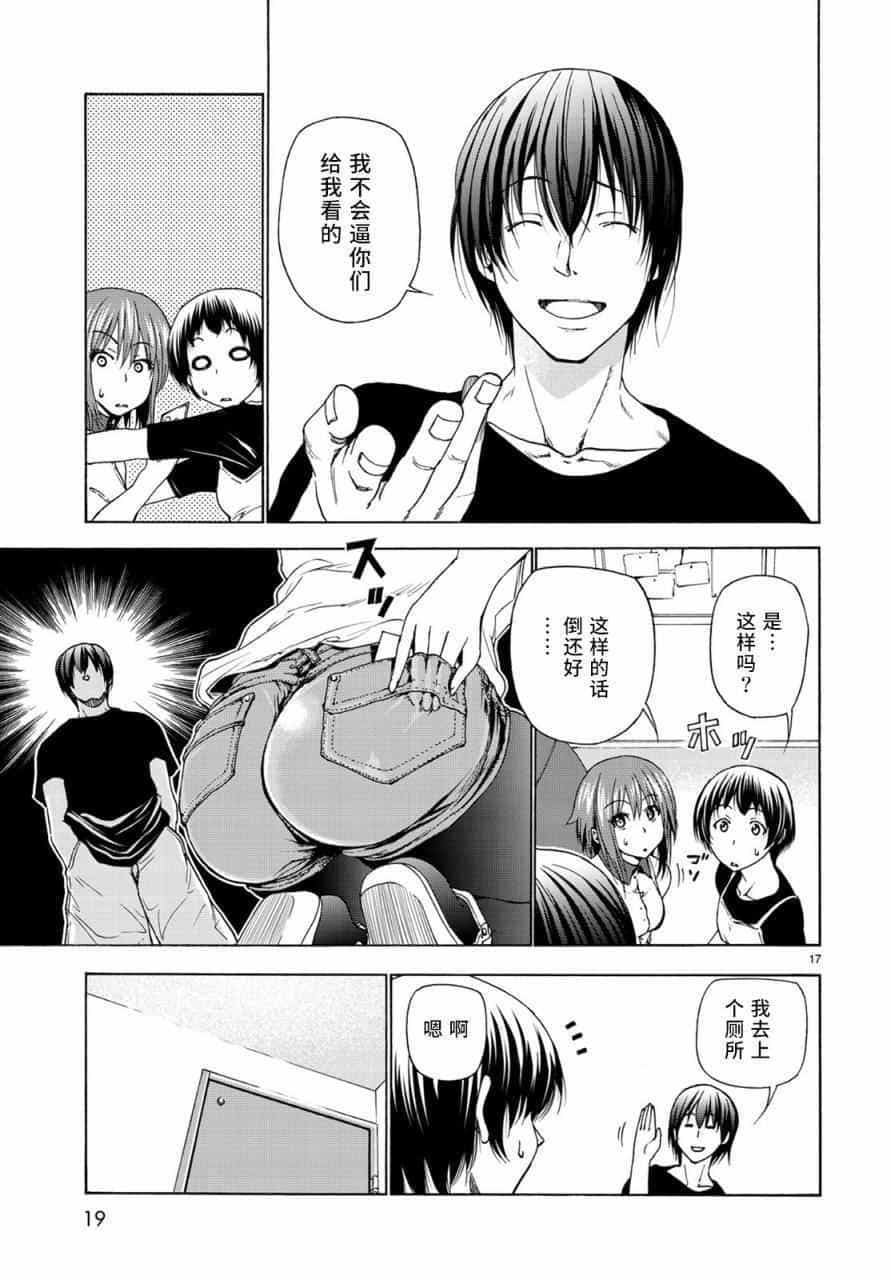 我不会逼你们
给我看的
是…
这样吗？
这样的话
倒还好
……
ホッ
スッ
17
我去上
个厕所
啊
嗯
19